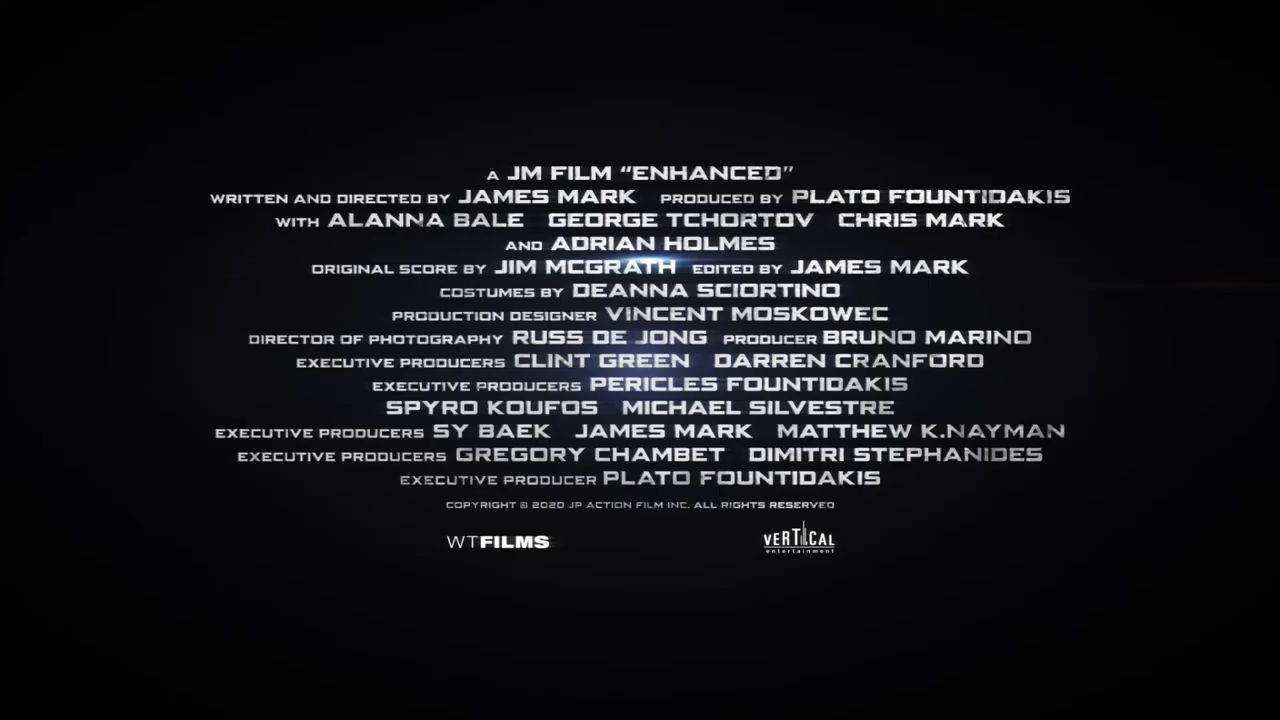 A JM FILM “ENHANCED”
WRITTEN AND DIRECTED BY JAMES MARK PRODUCED BY PLATO FOUNTIDAKIS
WITH ALANNA BALE GEORGE TCHORTOV CHRIS MARK
AND ADRIAN HOLMES
ORIGINAL SCORE BY JIM MCGRATH EDITED BY JAMES MARK
COSTUMES BY DEANNA SCIORTINO
PRODUCTION DESIGNER VINCENT MOSKOWEC
DIRECTOR OF PHOTOGRAPHY RUSS DE JONG PRODUCER BRUNO MARINO
EXECUTIVE PRODUCERS CLINT GREEN DARREN CRANFORD
EXECUTIVE PRODUCERS PERICLES FOUNTIDAKIS
SPYRO KOUFOS MICHAEL SILVESTRE
EXECUTIVE PRODUCERS SY BAEK JAMES MARK MATTHEW K.NAYMAN
EXECUTIVE PRODUCERS GREGORY CHAMBET DIMITRI STEPHANIDES
EXECUTIVE PRODUCER PLATO FOUNTIDAKIS
COPYRIGHT © 2020 JP ACTION FILM INC. ALL RIGHTS RESERVED
WTFILMS
VERTICAL
entertainment